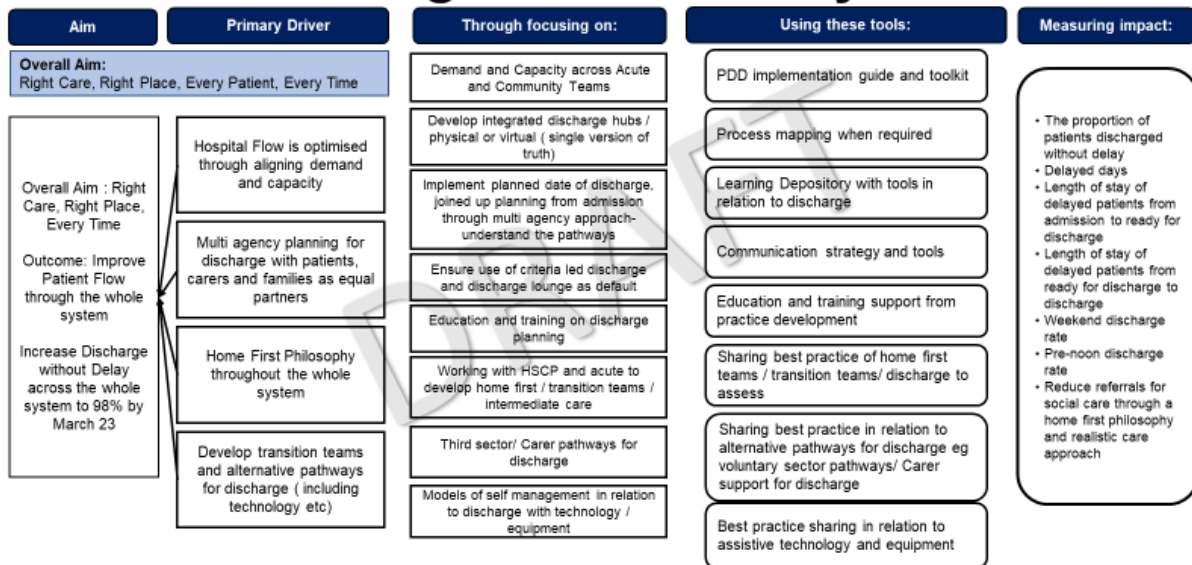 Aim
Primary Driver
Through focusing on:
Using these tools:
Measuring impact:
Overall Aim:
Right Care, Right Place, Every Patient, Every Time
Overall Aim : Right
Care, Right Place,
Every Time
Outcome: Improve
Patient Flow
through the whole
system
Increase Discharge
without Delay
across the whole
system to 98% by
March 23
Hospital Flow is optimised
through aligning demand
and capacity
Multi agency planning for
discharge with patients,
carers and families as equal
partners
Home First Philosophy
throughout the whole
system
Develop transition teams
and alternative pathways
for discharge ( including
technology etc)
Demand and Capacity across Acute
and Community Teams
Develop integrated discharge hubs /
physical or virtual ( single version of
truth)
Implement planned date of discharge,
joined up planning from admission
through multi agency approach-
understand the pathways
Ensure use of criteria led discharge
and discharge lounge as default
Education and training on discharge
planning
Working with HSCP and acute to
develop home first / transition teams /
intermediate care
Third sector/ Carer pathways for
discharge
Models of self management in relation
to discharge with technology /
equipment
PDD implementation guide and toolkit
Process mapping when required
Learning Depository with tools in
relation to discharge
Communication strategy and tools
Education and training support from
practice development
Sharing best practice of home first
teams / transition teams/ discharge to
assess
Sharing best practice in relation to
alternative pathways for discharge eg
voluntary sector pathways/ Carer
support for discharge
Best practice sharing in relation to
assistive technology and equipment
• The proportion of
patients discharged
without delay
• Delayed days
• Length of stay of
delayed patients from
admission to ready for
discharge
• Length of stay of
delayed patients from
ready for discharge to
discharge
• Weekend discharge
rate
• Pre-noon discharge
rate
• Reduce referrals for
social care through a
home first philosophy
and realistic care
approach
DRAFT